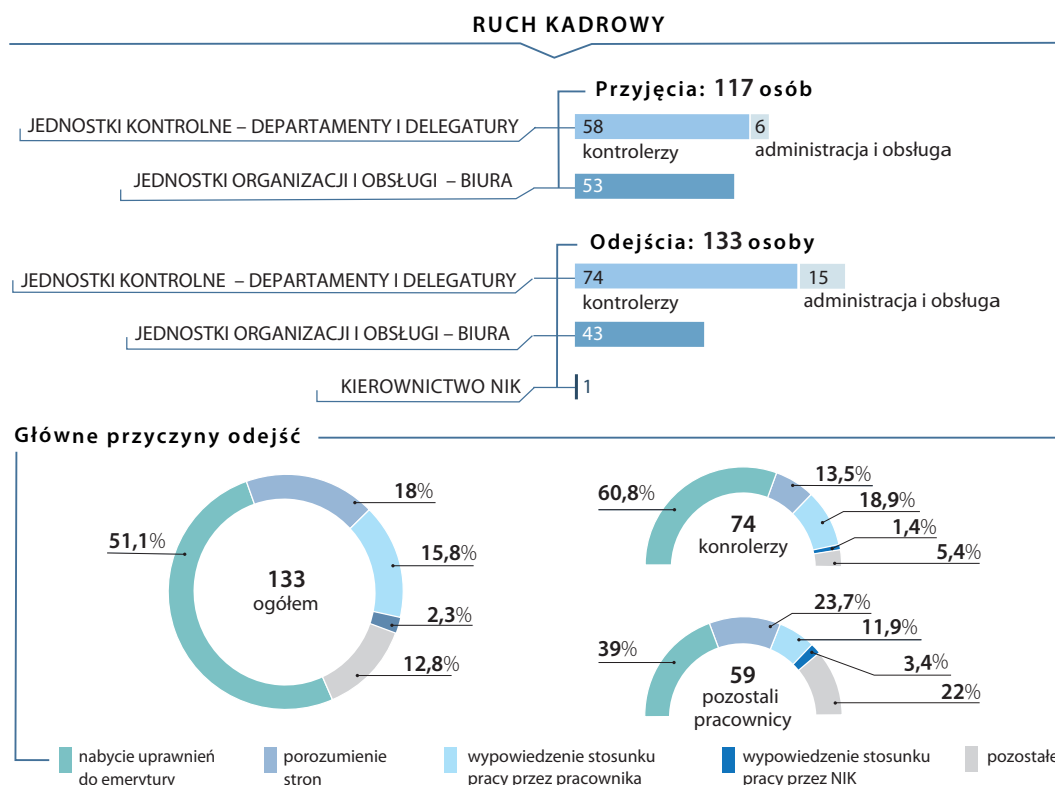 RUCH KADROWY
Przyjęcia: 117 osób
JEDNOSTKI KONTROLNE – DEPARTAMENTY I DELEGATURY
58
6
kontrolerzy
administracja i obsługa
JEDNOSTKI ORGANIZACJI I OBSŁUGI – BIURA
53
Odejścia: 133 osoby
JEDNOSTKI KONTROLNE – DEPARTAMENTY I DELEGATURY
74
15
kontrolerzy
administracja i obsługa
JEDNOSTKI ORGANIZACJI I OBSŁUGI – BIURA
43
KIEROWNICTWO NIK
1
Główne przyczyny odejść
51,1%
18%
15,8%
2,3%
12,8%
133
ogółem
60,8%
13,5%
18,9%
1,4%
5,4%
74
konrolerzy
39%
23,7%
11,9%
3,4%
22%
59
pozostali
pracownicy
nabycie uprawnień
do emerytury
porozumienie
stron
wypowiedzenie stosunku
pracy przez pracownika
wypowiedzenie stosunku
pracy przez NIK
pozostałe